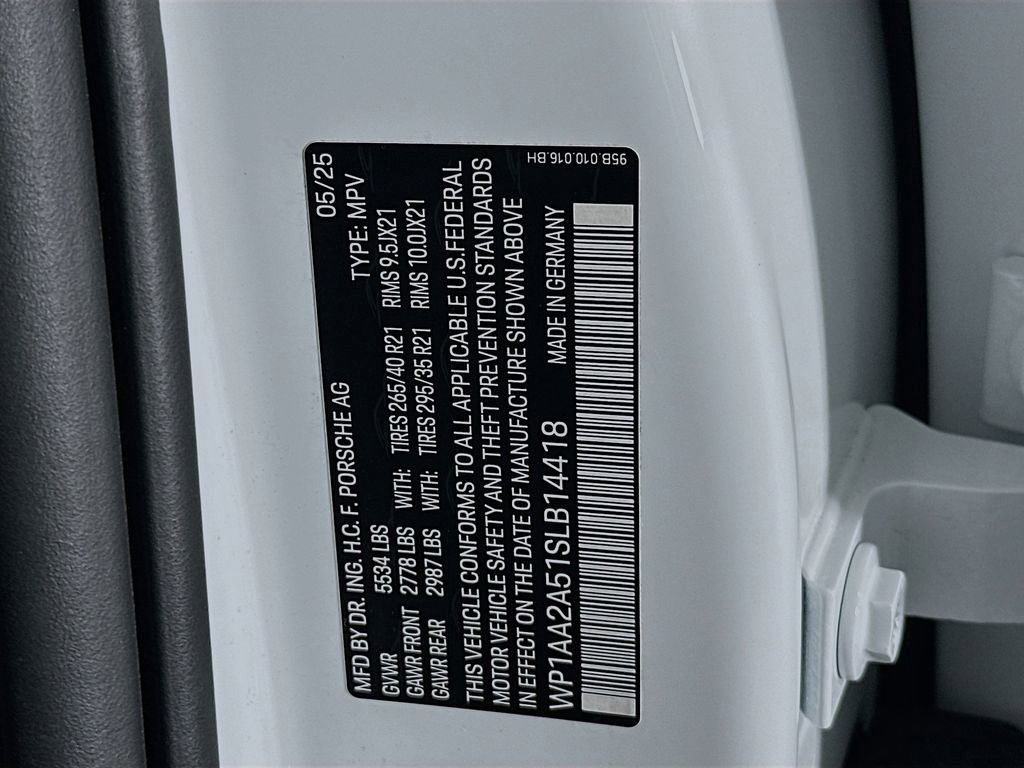 05/25
MFD BY DR. ING. H.C. F. PORSCHE AG
TYPE: MPV
GVWR 5534 LBS
GAWR FRONT 2778 LBS WITH: TIRES 265/40 R21 RIMS 9.5JX21
GAWR REAR 2987 LBS WITH: TIRES 295/35 R21 RIMS 10.0JX21
THIS VEHICLE CONFORMS TO ALL APPLICABLE U.S.FEDERAL
MOTOR VEHICLE SAFETY AND THEFT PREVENTION STANDARDS
IN EFFECT ON THE DATE OF MANUFACTURE SHOWN ABOVE
WP1AA2A51SLB14418 MADE IN GERMANY
95B.010.016.BH